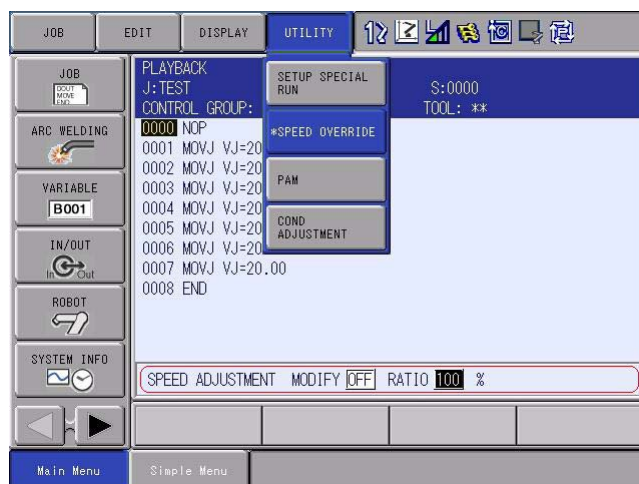 JOB EDIT DISPLAY UTILITY
JOB
DOUT
MOVE
END
ARC WELDING
VARIABLE
B001
IN/OUT
In Out
ROBOT
SYSTEM INFO
PLAYBACK
J:TEST S:0000
CONTROL GROUP: TOOL: **
0000 NOP
0001 MOVJ VJ=20
0002 MOVJ VJ=20
0003 MOVJ VJ=20
0004 MOVJ VJ=20
0005 MOVJ VJ=20
0006 MOVJ VJ=20
0007 MOVJ VJ=20.00
0008 END
SETUP SPECIAL
RUN
*SPEED OVERRIDE
PAM
COND
ADJUSTMENT
SPEED ADJUSTMENT MODIFY OFF RATIO 100 %
Main Menu Simple Menu